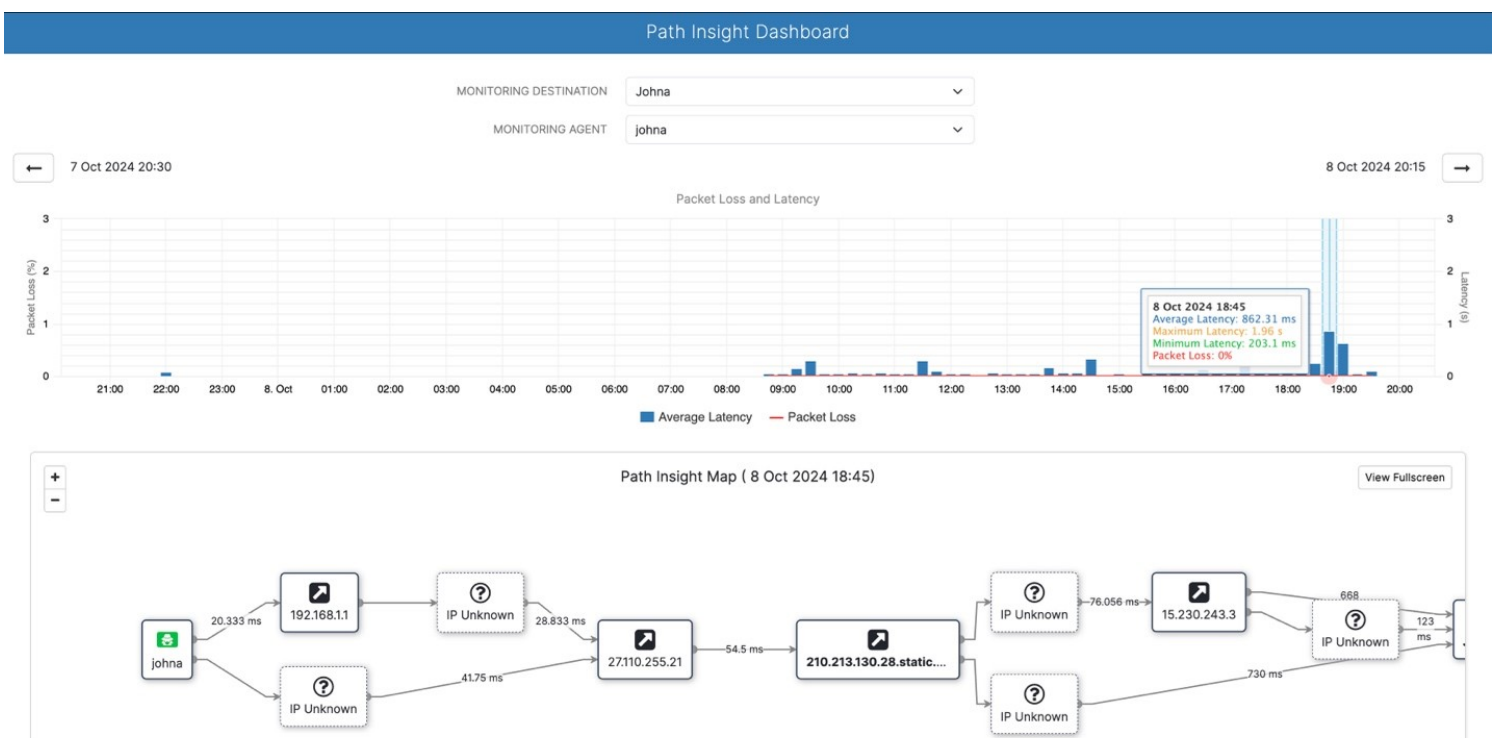 Path Insight Dashboard
MONITORING DESTINATION Johna
MONITORING AGENT johna
7 Oct 2024 20:30 8 Oct 2024 20:15
Packet Loss and Latency
3 3
2 2
1 1
0 0
Packet Loss (%)
Latency (s)
8 Oct 2024 18:45
Average Latency: 862.31 ms
Maximum Latency: 1.96 s
Minimum Latency: 203.1 ms
Packet Loss: 0%
21:00 22:00 23:00 8. Oct 01:00 02:00 03:00 04:00 05:00 06:00 07:00 08:00 09:00 10:00 11:00 12:00 13:00 14:00 15:00 16:00 17:00 18:00 19:00 20:00
Average Latency Packet Loss
+
−
Path Insight Map ( 8 Oct 2024 18:45)
View Fullscreen
johna
20.333 ms
192.168.1.1
IP Unknown
28.833 ms
IP Unknown
41.75 ms
27.110.255.21
54.5 ms
210.213.130.28.static....
IP Unknown
76.056 ms
15.230.243.3
668
IP Unknown
123
ms
IP Unknown
730 ms